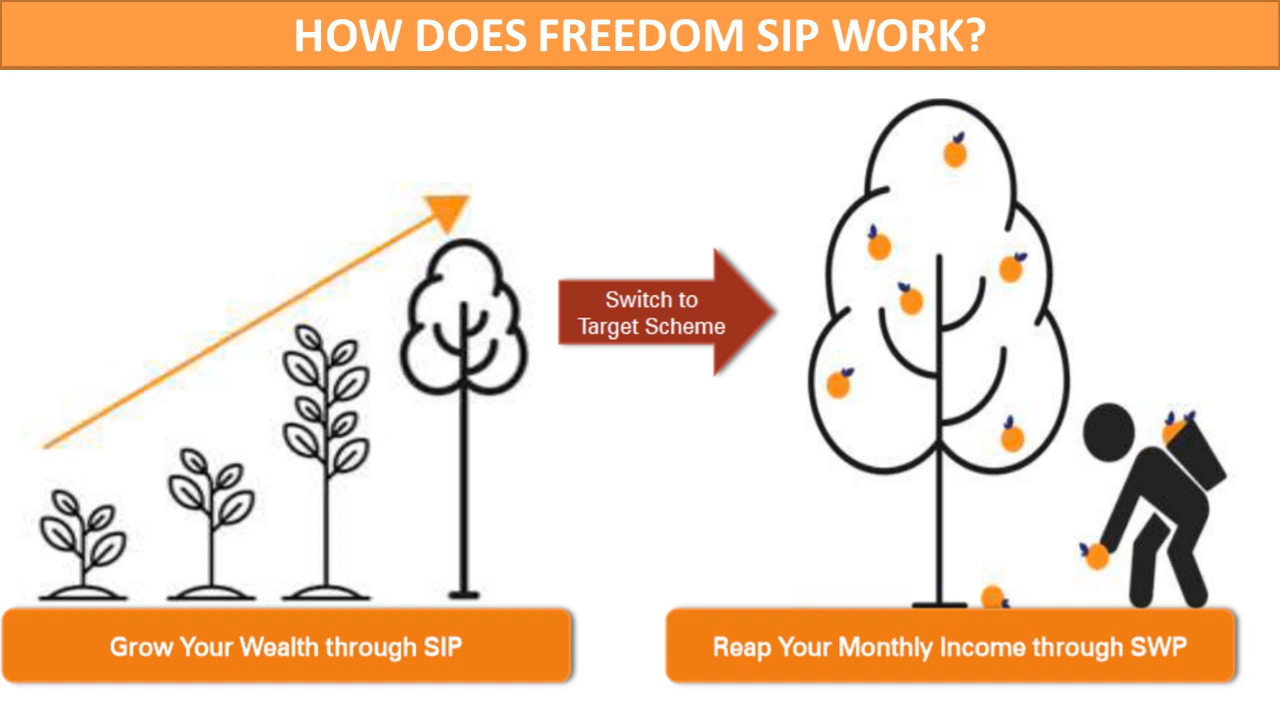 HOW DOES FREEDOM SIP WORK?
Switch to
Target Scheme
Grow Your Wealth through SIP
Reap Your Monthly Income through SWP